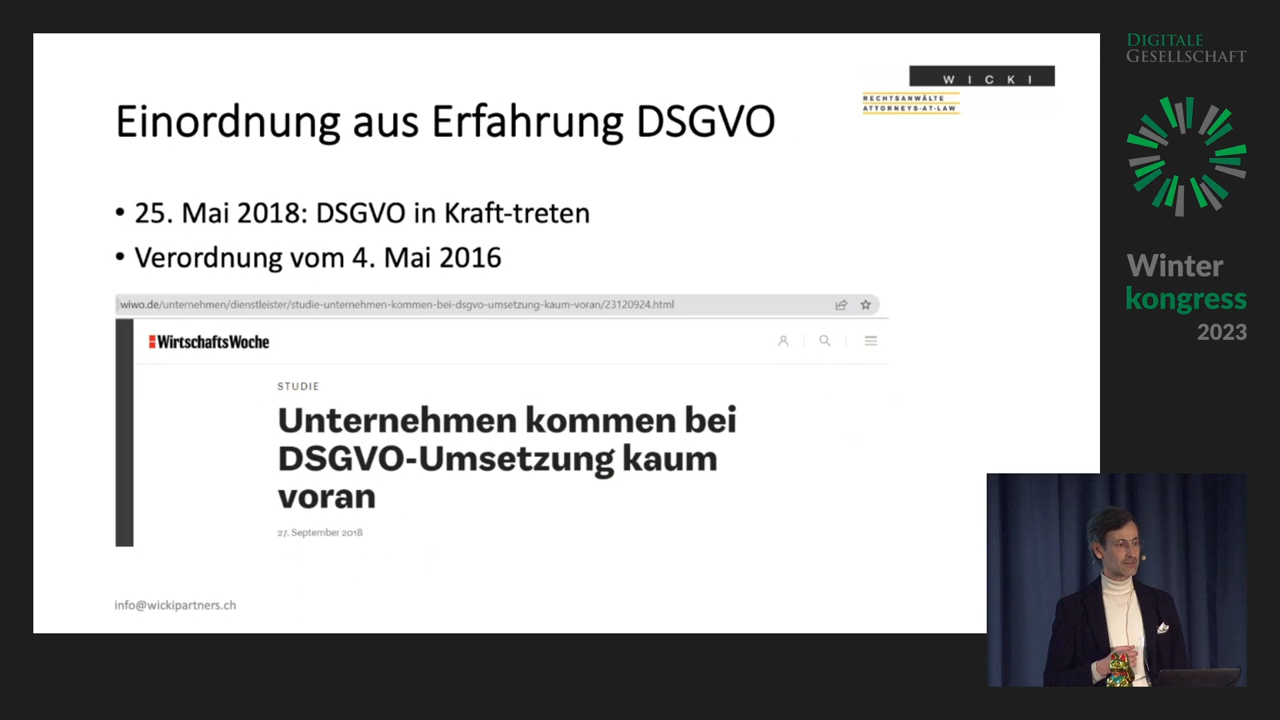 Einordnung aus Erfahrung DSGVO
WICKI
RECHTSANWÄLTE
ATTORNEYS-AT-LAW
• 25. Mai 2018: DSGVO in Kraft-treten
• Verordnung vom 4. Mai 2016
wiwo.de/unternehmen/dienstleister/studie-unternehmen-kommen-bei-dsgvo-umsetzung-kaum-voran/23120924.html
WirtschaftsWoche
STUDIE
Unternehmen kommen bei
DSGVO-Umsetzung kaum
voran
27. September 2018
info@wickipartners.ch
DIGITALE
GESELLSCHAFT
Winter
kongress
2023